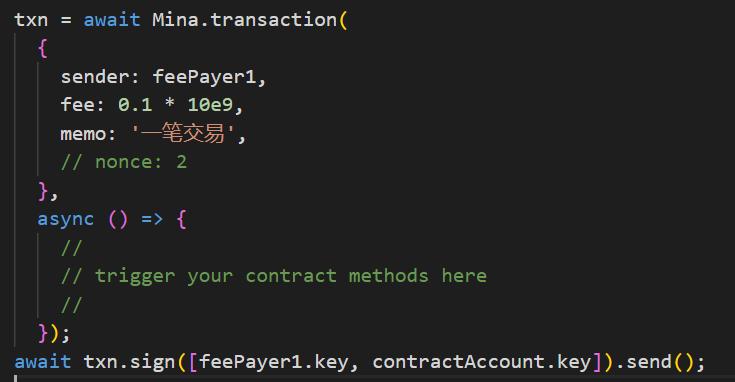 txn = await Mina.transaction(
{
sender: feePayer1,
fee: 0.1 * 10e9,
memo: '一笔交易',
// nonce: 2
},
async () => {
//
// trigger your contract methods here
//
});
await txn.sign([feePayer1.key, contractAccount.key]).send();